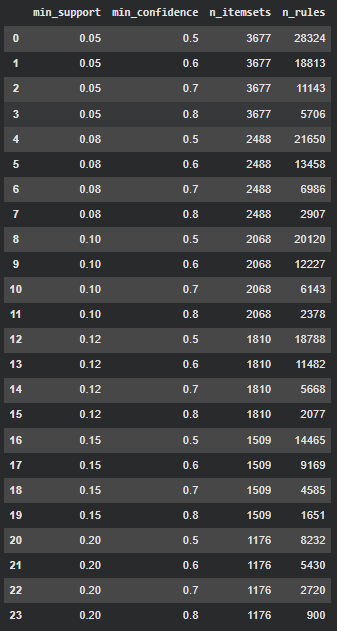 min_support min_confidence n_itemsets n_rules
0 0.05 0.5 3677 28324
1 0.05 0.6 3677 18813
2 0.05 0.7 3677 11143
3 0.05 0.8 3677 5706
4 0.08 0.5 2488 21650
5 0.08 0.6 2488 13458
6 0.08 0.7 2488 6986
7 0.08 0.8 2488 2907
8 0.10 0.5 2068 20120
9 0.10 0.6 2068 12227
10 0.10 0.7 2068 6143
11 0.10 0.8 2068 2378
12 0.12 0.5 1810 18788
13 0.12 0.6 1810 11482
14 0.12 0.7 1810 5668
15 0.12 0.8 1810 2077
16 0.15 0.5 1509 14465
17 0.15 0.6 1509 9169
18 0.15 0.7 1509 4585
19 0.15 0.8 1509 1651
20 0.20 0.5 1176 8232
21 0.20 0.6 1176 5430
22 0.20 0.7 1176 2720
23 0.20 0.8 1176 900